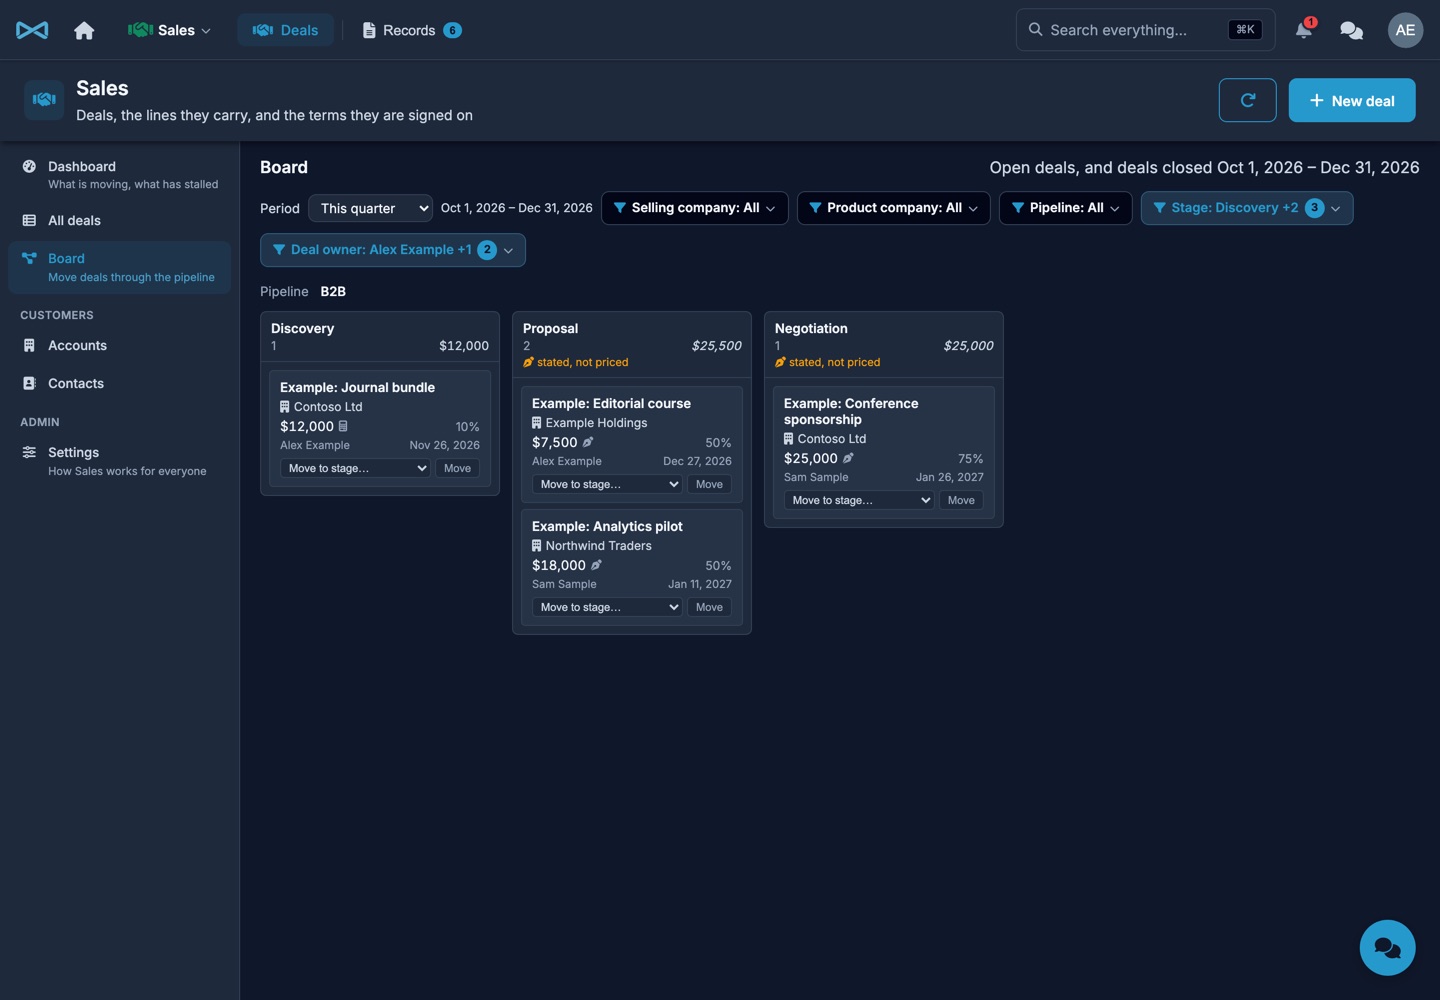 Sales
Deals
Records 6
Search everything... ⌘K
1
AE
Sales
Deals, the lines they carry, and the terms they are signed on
New deal
Dashboard
What is moving, what has stalled
All deals
Board
Move deals through the pipeline
CUSTOMERS
Accounts
Contacts
ADMIN
Settings
How Sales works for everyone
Board
Open deals, and deals closed Oct 1, 2026 – Dec 31, 2026
Period This quarter Oct 1, 2026 – Dec 31, 2026 Selling company: All Product company: All Pipeline: All Stage: Discovery +2 3
Deal owner: Alex Example +1 2
Pipeline B2B
Discovery
1 $12,000
Example: Journal bundle
Contoso Ltd
$12,000 10%
Alex Example Nov 26, 2026
Move to stage... Move
Proposal
2 $25,500
stated, not priced
Example: Editorial course
Example Holdings
$7,500 50%
Alex Example Dec 27, 2026
Move to stage... Move
Example: Analytics pilot
Northwind Traders
$18,000 50%
Sam Sample Jan 11, 2027
Move to stage... Move
Negotiation
1 $25,000
stated, not priced
Example: Conference
sponsorship
Contoso Ltd
$25,000 75%
Sam Sample Jan 26, 2027
Move to stage... Move